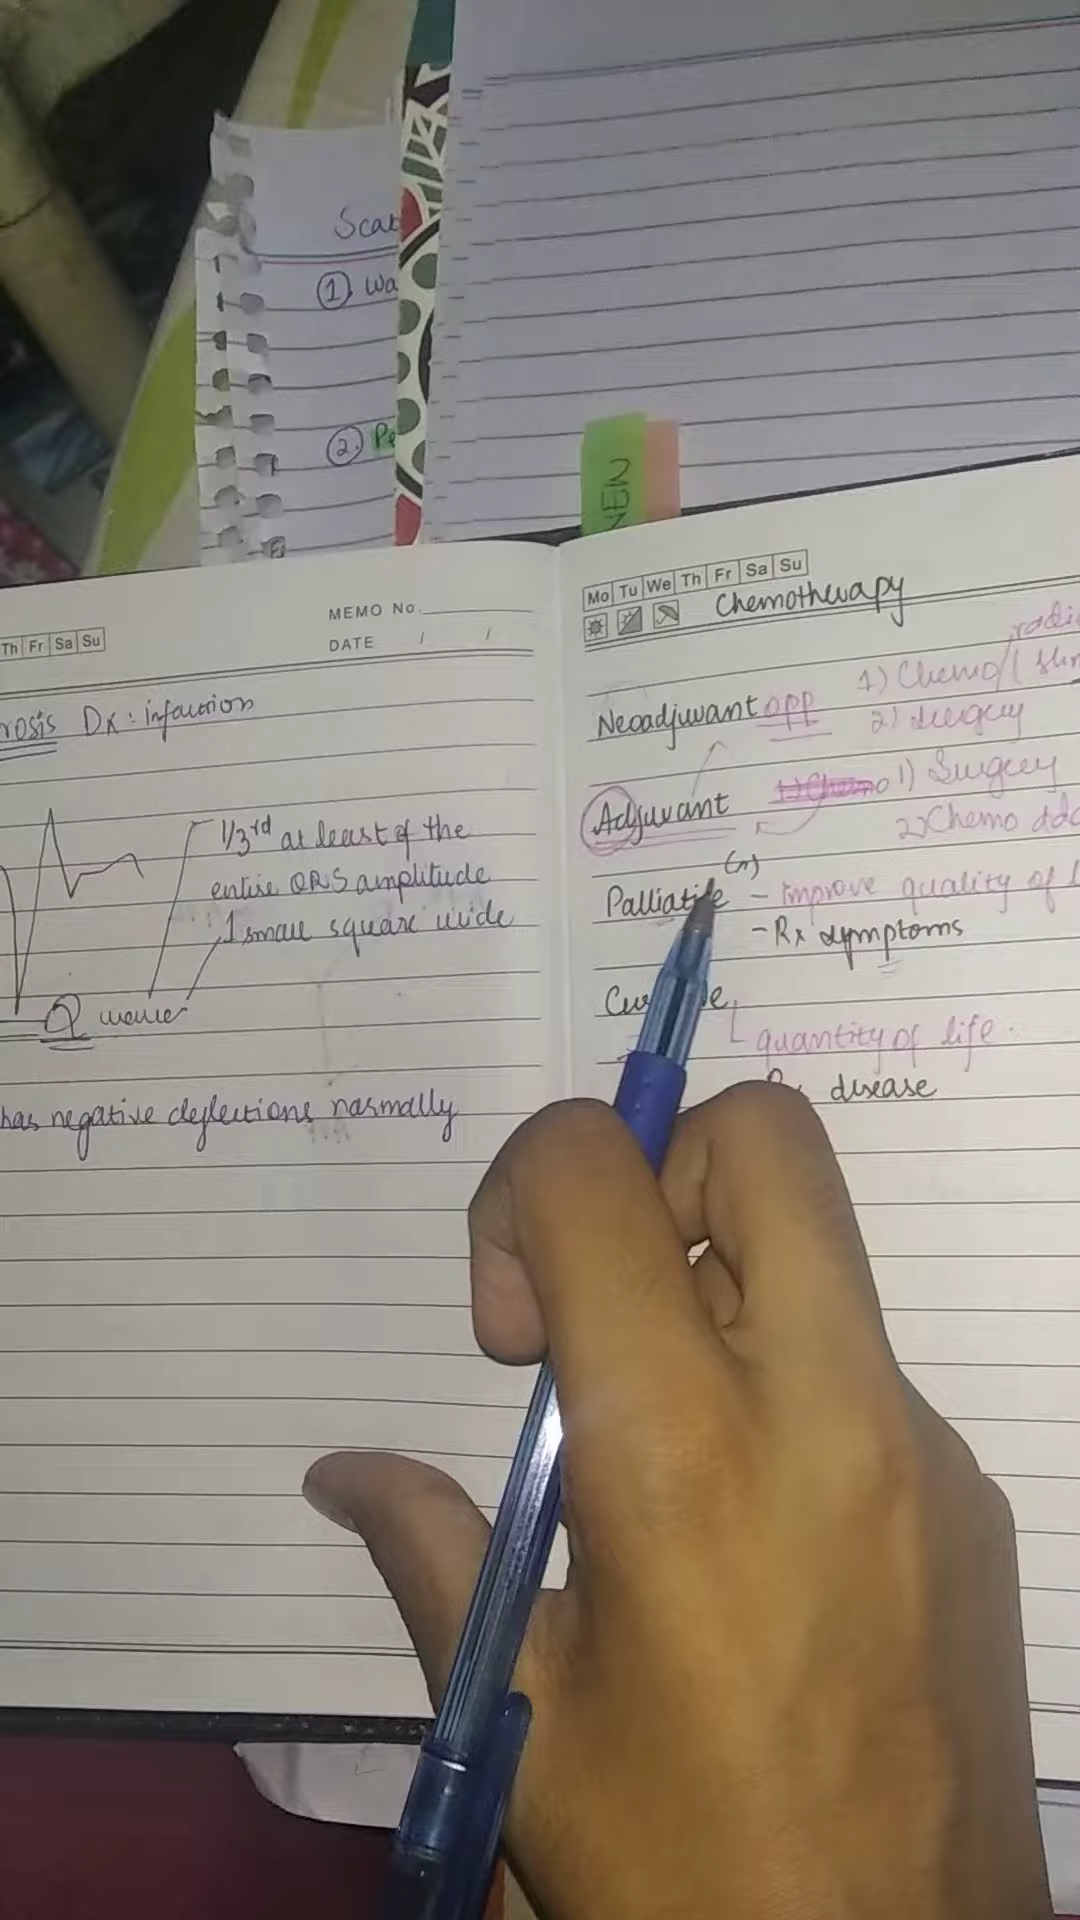 Scab
① Wa
② Pe
NEW
MEMO No.
DATE / /
Th Fr Sa Su
rosis Dx : infarction
1/3rd at least of the
entire QRS amplitude
1 small square wide
Q wave
has negative deflections normally
Mo Tu We Th Fr Sa Su
Chemotherapy
Neoadjuvant opp 1) Chemo/ radi
2) Surgery
Adjuvant 1) Surgery
2) Chemo
Palliative (n) - improve quality of L
- Rx symptoms
quantity of life.
disease